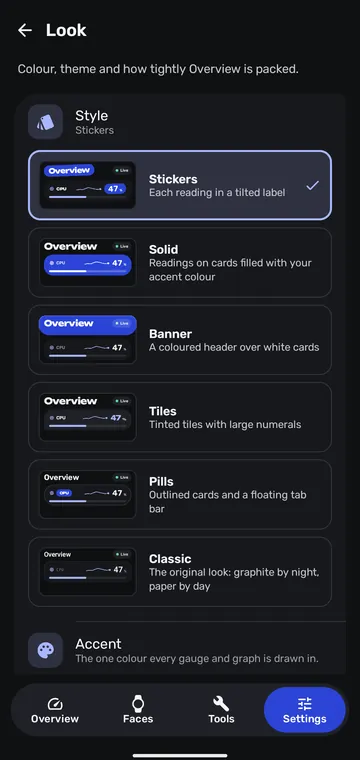 Look
Colour, theme and how tightly Overview is packed.
Style
Stickers
Overview
Live
CPU
47 %
Stickers
Each reading in a tilted label
Overview
Live
CPU
47 %
Solid
Readings on cards filled with your
accent colour
Overview
Live
CPU
47 %
Banner
A coloured header over white cards
Overview
Live
CPU
47 %
Tiles
Tinted tiles with large numerals
Overview
Live
CPU
47 %
Pills
Outlined cards and a floating tab
bar
Overview
Live
CPU
47 %
Classic
The original look: graphite by night,
paper by day
Accent
The one colour every gauge and graph is drawn in.
Overview
Faces
Tools
Settings